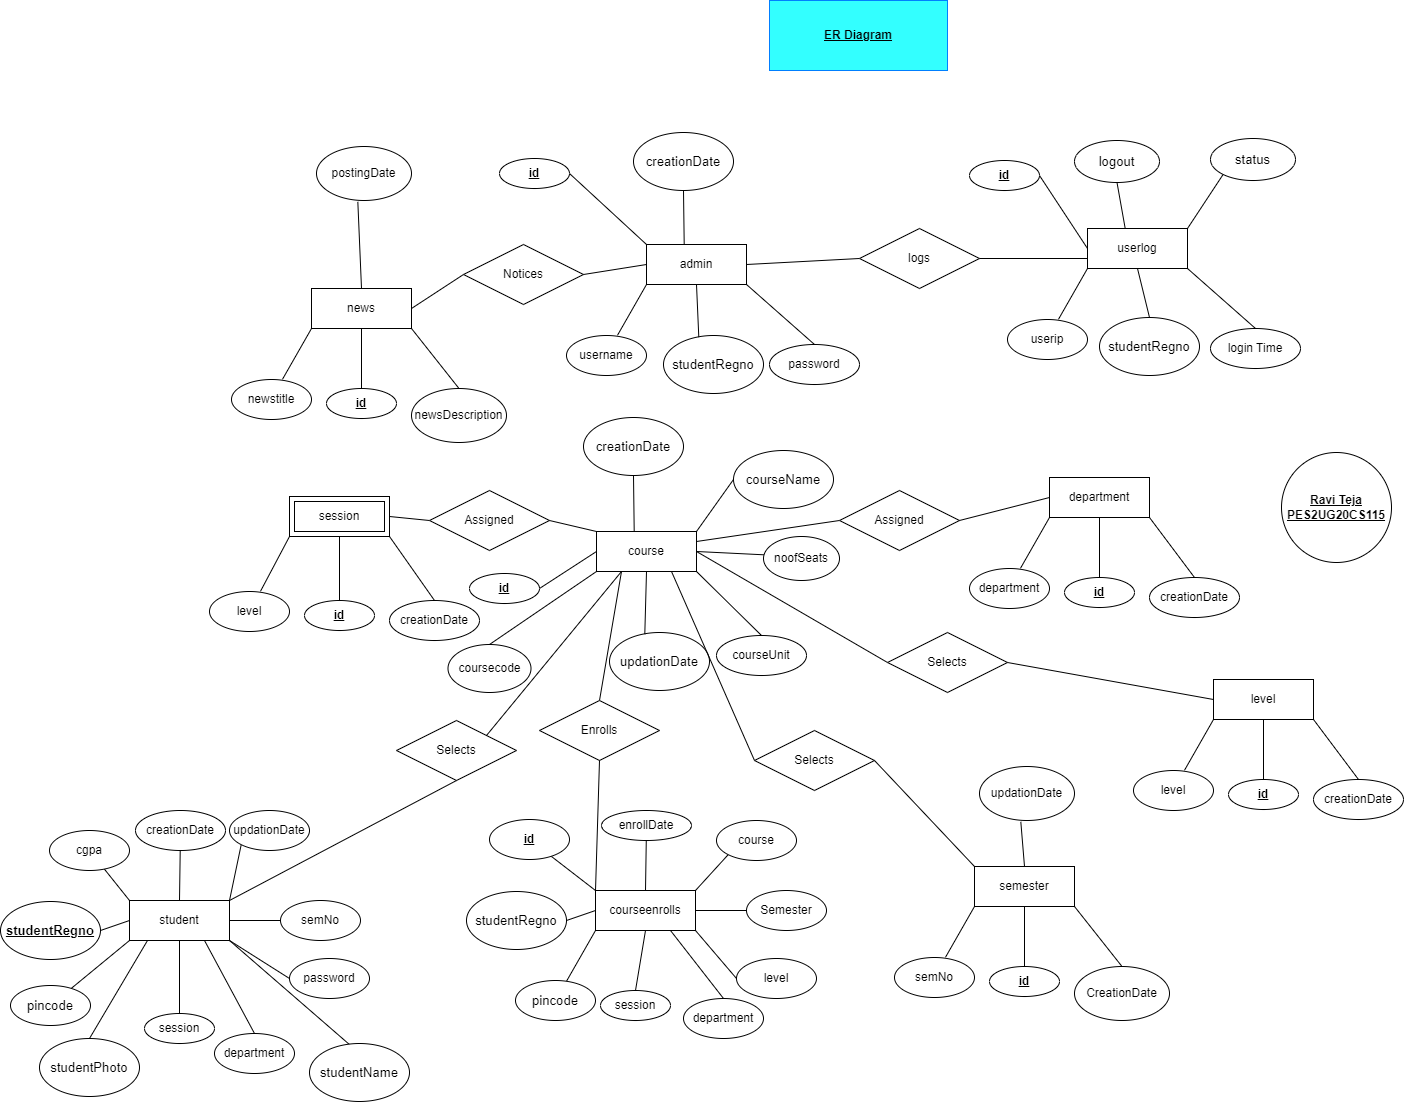 ER Diagram
postingDate
id
creationDate
id
logout
status
Notices
admin
logs
userlog
news
newstitle
id
newsDescription
username
studentRegno
password
userip
studentRegno
login Time
creationDate
courseName
session
Assigned
course
noofSeats
Assigned
department
Ravi Teja
PES2UG20CS115
level
id
creationDate
id
coursecode
updationDate
courseUnit
department
id
creationDate
Selects
Enrolls
Selects
Selects
level
level
id
creationDate
cgpa
creationDate
updationDate
studentRegno
student
semNo
pincode
studentPhoto
session
department
password
studentName
id
enrollDate
course
studentRegno
courseenrolls
Semester
pincode
session
department
level
updationDate
semester
semNo
id
CreationDate